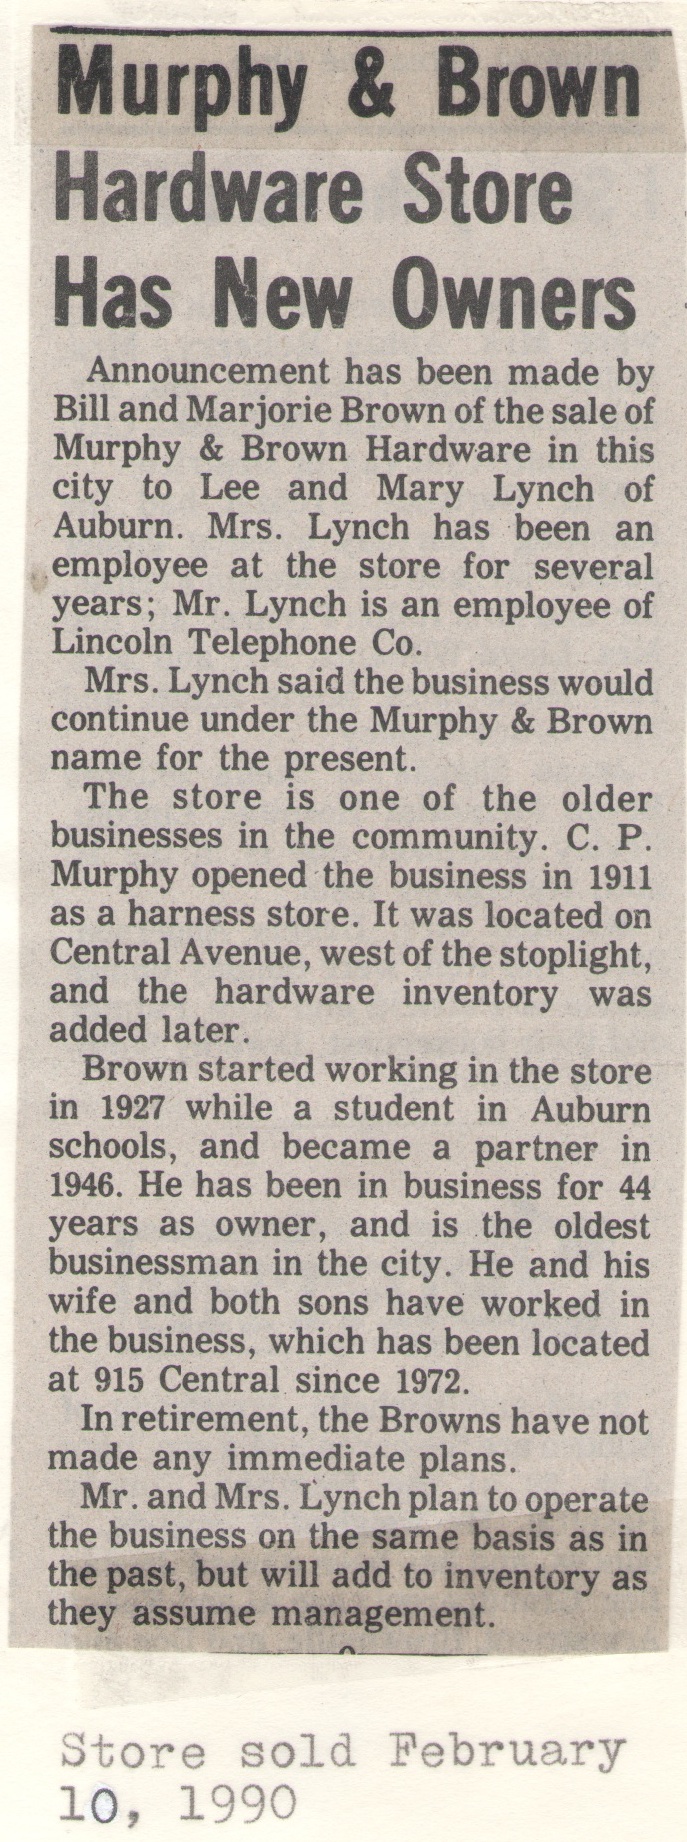 Murphy & Brown
Hardware Store
Has New Owners
Announcement has been made by
Bill and Marjorie Brown of the sale of
Murphy & Brown Hardware in this
city to Lee and Mary Lynch of
Auburn. Mrs. Lynch has been an
employee at the store for several
years; Mr. Lynch is an employee of
Lincoln Telephone Co.
Mrs. Lynch said the business would
continue under the Murphy & Brown
name for the present.
The store is one of the older
businesses in the community. C. P.
Murphy opened the business in 1911
as a harness store. It was located on
Central Avenue, west of the stoplight,
and the hardware inventory was
added later.
Brown started working in the store
in 1927 while a student in Auburn
schools, and became a partner in
1946. He has been in business for 44
years as owner, and is the oldest
businessman in the city. He and his
wife and both sons have worked in
the business, which has been located
at 915 Central since 1972.
In retirement, the Browns have not
made any immediate plans.
Mr. and Mrs. Lynch plan to operate
the business on the same basis as in
the past, but will add to inventory as
they assume management.
Store sold February
10, 1990